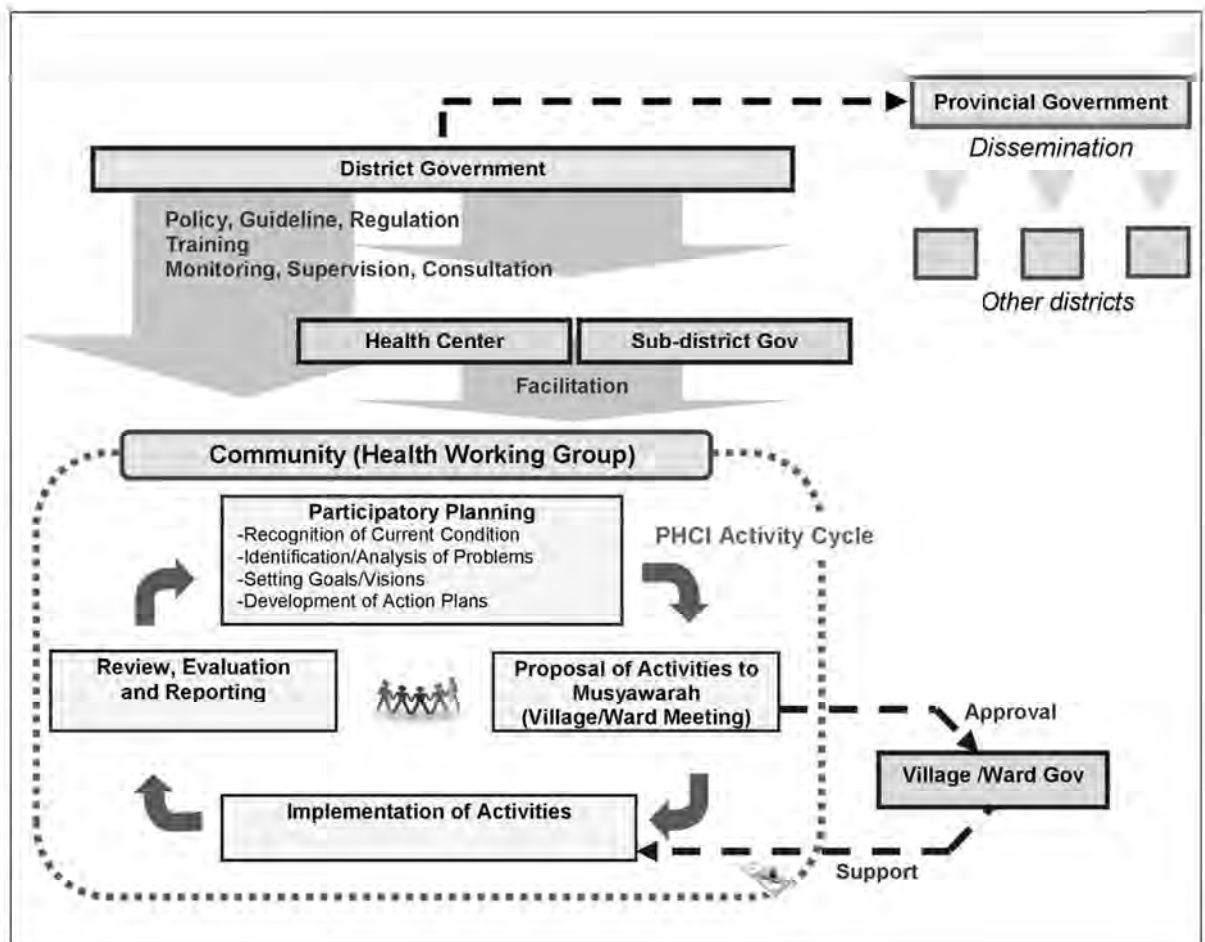 Provincial Government
Dissemination
District Government
Policy, Guideline, Regulation
Training
Monitoring, Supervision, Consultation
Other districts
Health Center
Sub-district Gov
Facilitation
Community (Health Working Group)
Participatory Planning
-Recognition of Current Condition
-Identification/Analysis of Problems
-Setting Goals/Visions
-Development of Action Plans
PHCI Activity Cycle
Review, Evaluation
and Reporting
Proposal of Activities to
Musyawarah
(Village/Ward Meeting)
Approval
Village /Ward Gov
Implementation of Activities
Support